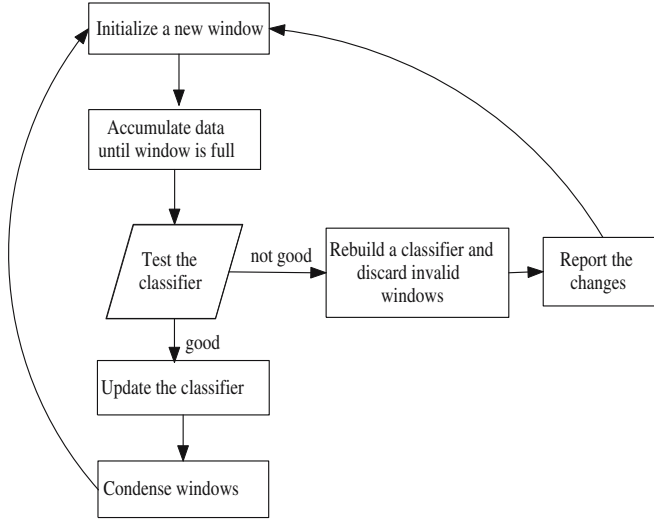 Initialize a new window
Accumulate data
until window is full
Test the
classifier
not good
Rebuild a classifier and
discard invalid
windows
Report the
changes
good
Update the classifier
Condense windows